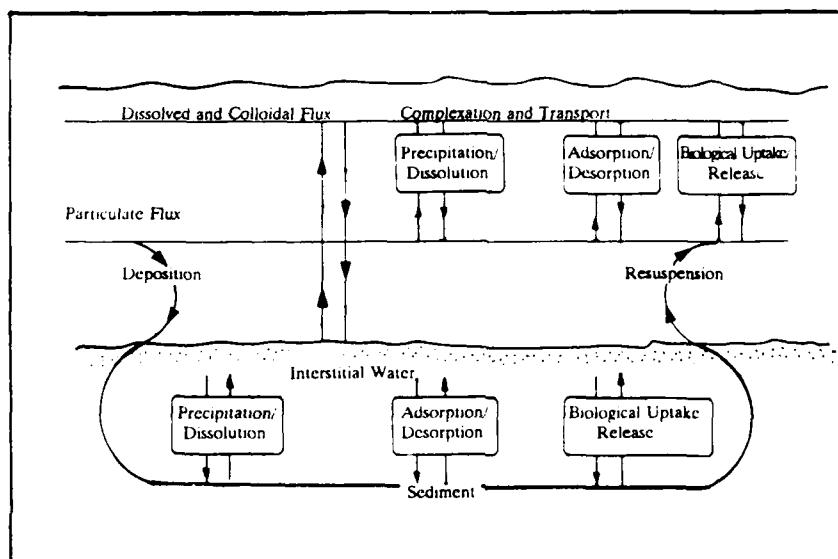 Dissolved and Colloidal Flux
Complexation and Transport
Precipitation/
Dissolution
Adsorption/
Desorption
Biological Uptake/
Release
Particulate Flux
Deposition
Resuspension
Interstitial Water
Precipitation/
Dissolution
Adsorption/
Desorption
Biological Uptake/
Release
Sediment